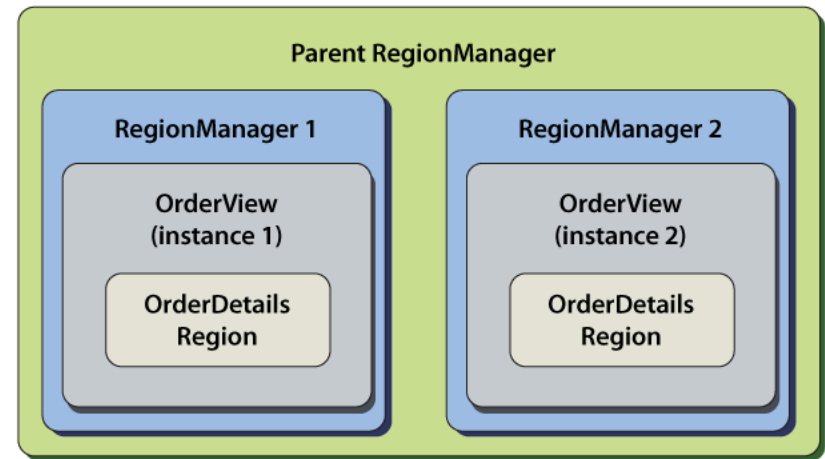 Parent RegionManager
RegionManager 1
OrderView
(instance 1)
OrderDetails
Region
RegionManager 2
OrderView
(instance 2)
OrderDetails
Region